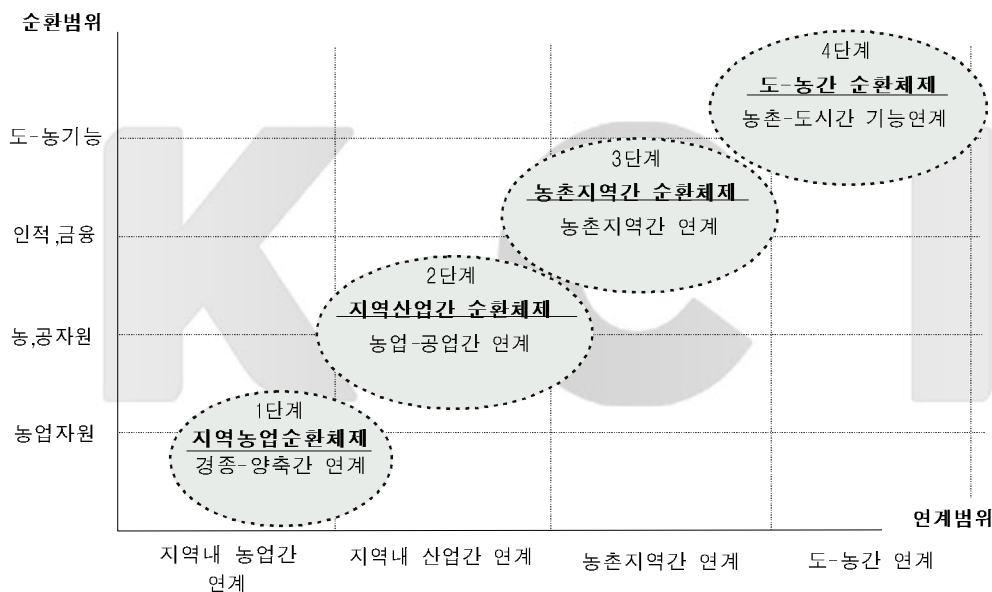 순환범위
4단계
도-농간 순환체제
농촌-도시간 기능연계
도-농기능
3단계
농촌지역간 순환체제
농촌지역간 연계
인적,금융
2단계
지역산업간 순환체제
농업-공업간 연계
농,공자원
1단계
지역농업순환체제
경종-양축간 연계
농업자원
연계범위
지역내 농업간
연계
지역내 산업간 연계
농촌지역간 연계
도-농간 연계
KCI